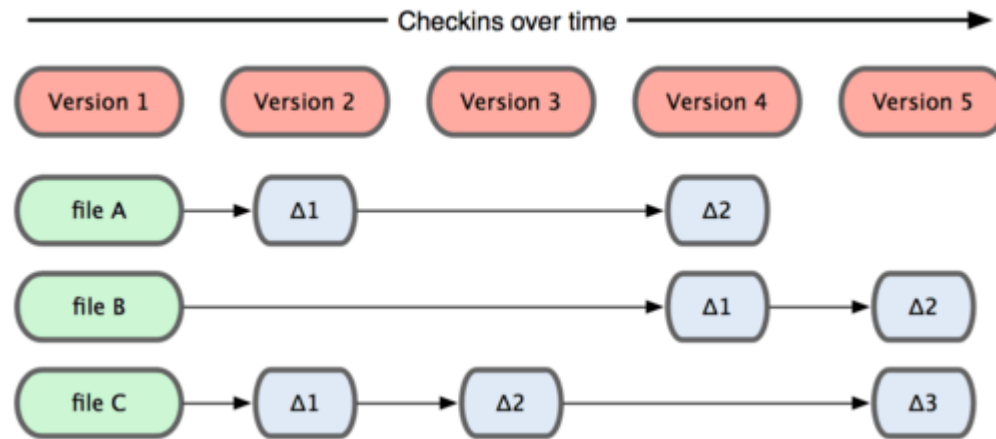 Checkins over time
Version 1 Version 2 Version 3 Version 4 Version 5
file A Δ1 Δ2
file B Δ1 Δ2
file C Δ1 Δ2 Δ3